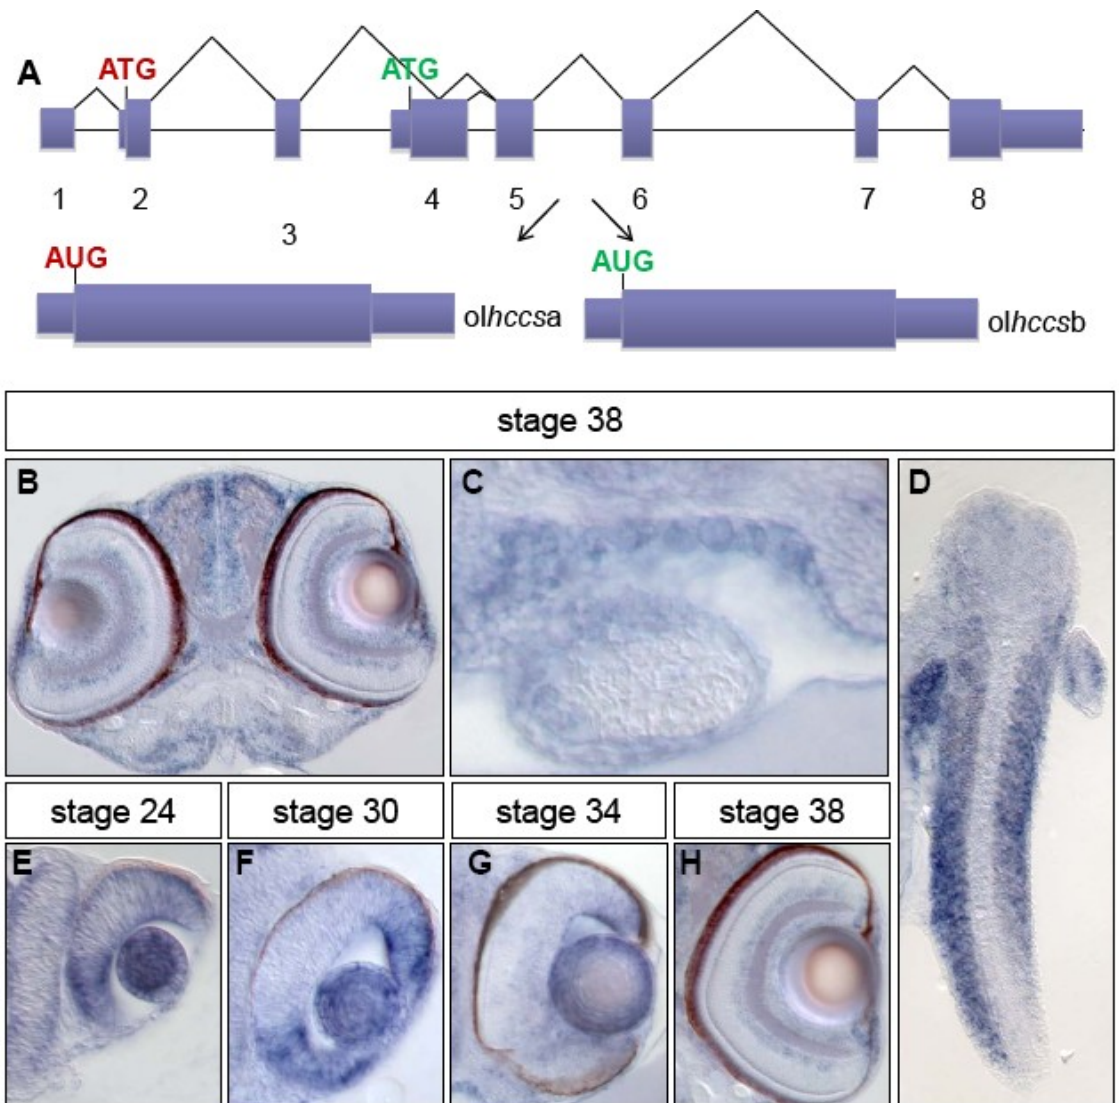 A
ATG
ATG
1 2 4 5 6 7 8
3
AUG
AUG
olhccsa
olhccsb
stage 38
B
C
D
stage 24
stage 30
stage 34
stage 38
E
F
G
H